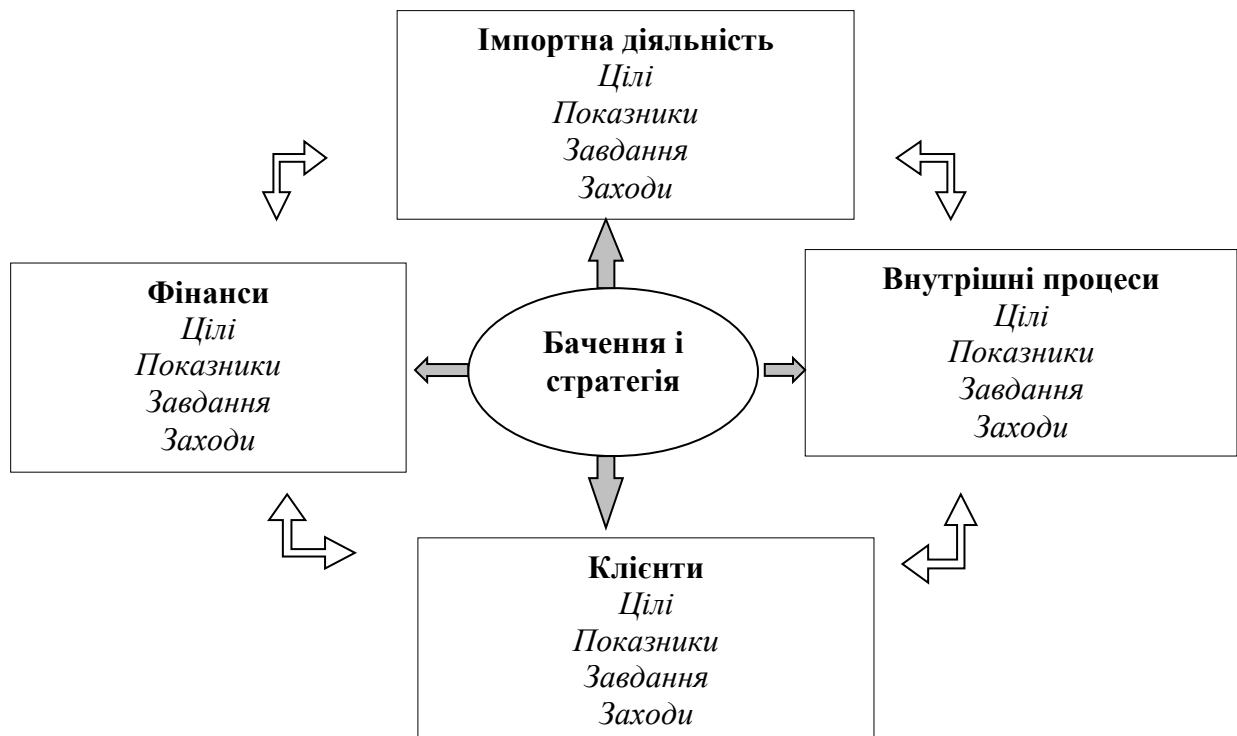 Імпортна діяльність
Цілі
Показники
Завдання
Заходи
Фінанси
Цілі
Показники
Завдання
Заходи
Бачення і
стратегія
Внутрішні процеси
Цілі
Показники
Завдання
Заходи
Клієнти
Цілі
Показники
Завдання
Заходи